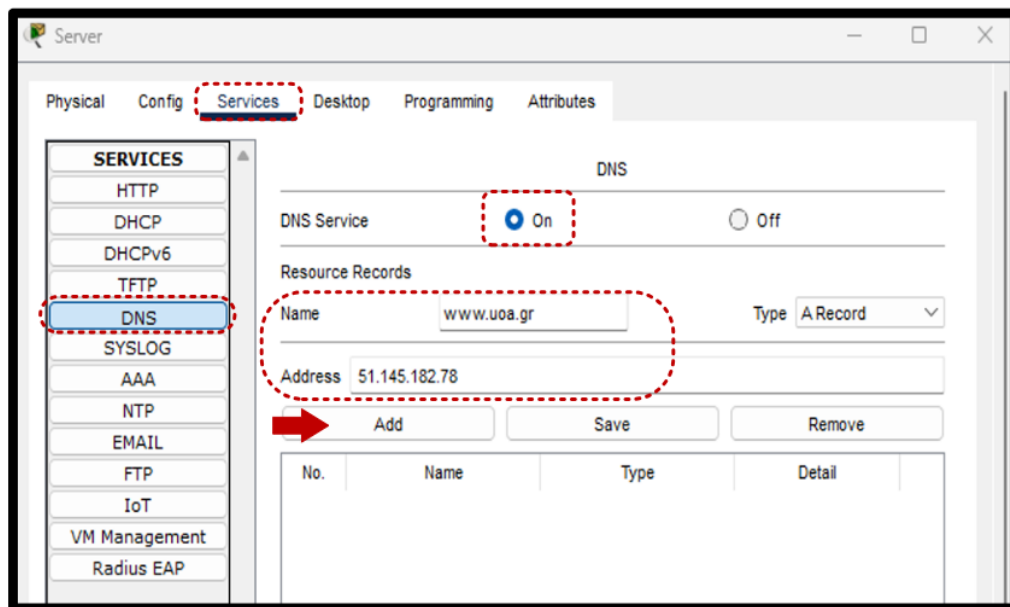 Server
Physical Config Services Desktop Programming Attributes
SERVICES
HTTP
DHCP
DHCPv6
TFTP
DNS
SYSLOG
AAA
NTP
EMAIL
FTP
IoT
VM Management
Radius EAP
DNS
DNS Service On Off
Resource Records
Name www.uoa.gr Type A Record
Address 51.145.182.78
Add Save Remove
No. Name Type Detail